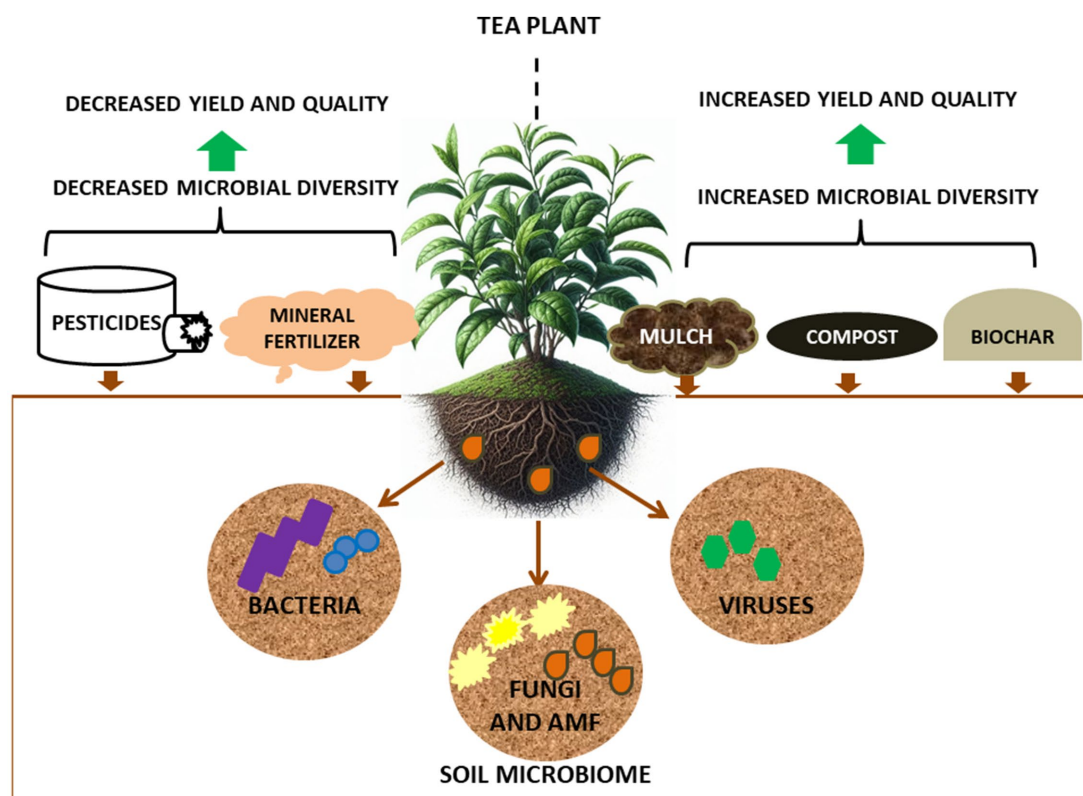 TEA PLANT
DECREASED YIELD AND QUALITY
DECREASED MICROBIAL DIVERSITY
PESTICIDES
MINERAL
FERTILIZER
INCREASED YIELD AND QUALITY
INCREASED MICROBIAL DIVERSITY
MULCH
COMPOST
BIOCHAR
BACTERIA
VIRUSES
FUNGI
AND AMF
SOIL MICROBIOME